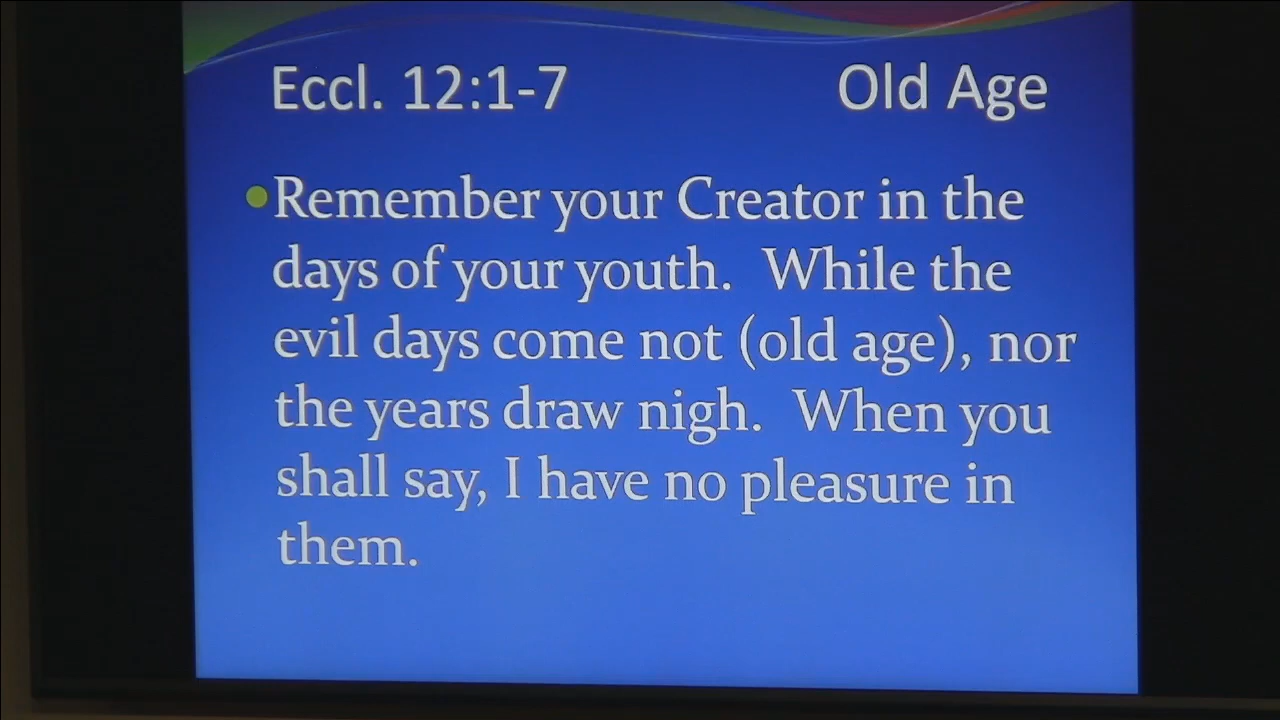 Eccl. 12:1-7 Old Age
Remember your Creator in the
days of your youth. While the
evil days come not (old age), nor
the years draw nigh. When you
shall say, I have no pleasure in
them.